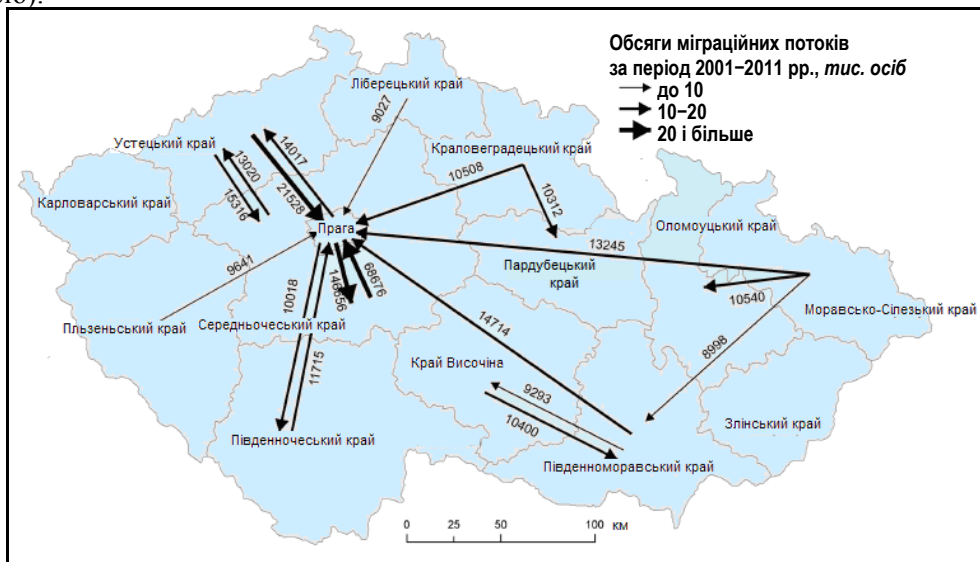 Обсяги міграційних потоків
за період 2001−2011 рр., тис. осіб
до 10
10−20
20 і більше
Ліберецький край
9027
Устецький край
14017
13020
15316
21528
Краловеградецький край
10508
10312
Карловарський край
Прага
Оломоуцький край
13245
Пардубецький
край
9641
10540
Моравсько-Сілезький край
68676
10018
Пльзенський край
Середньочеський край
14714
8998
11715
Край Височіна
9293
10400
Злінський край
Південночеський край
Південноморавський край
0 25 50 100 км